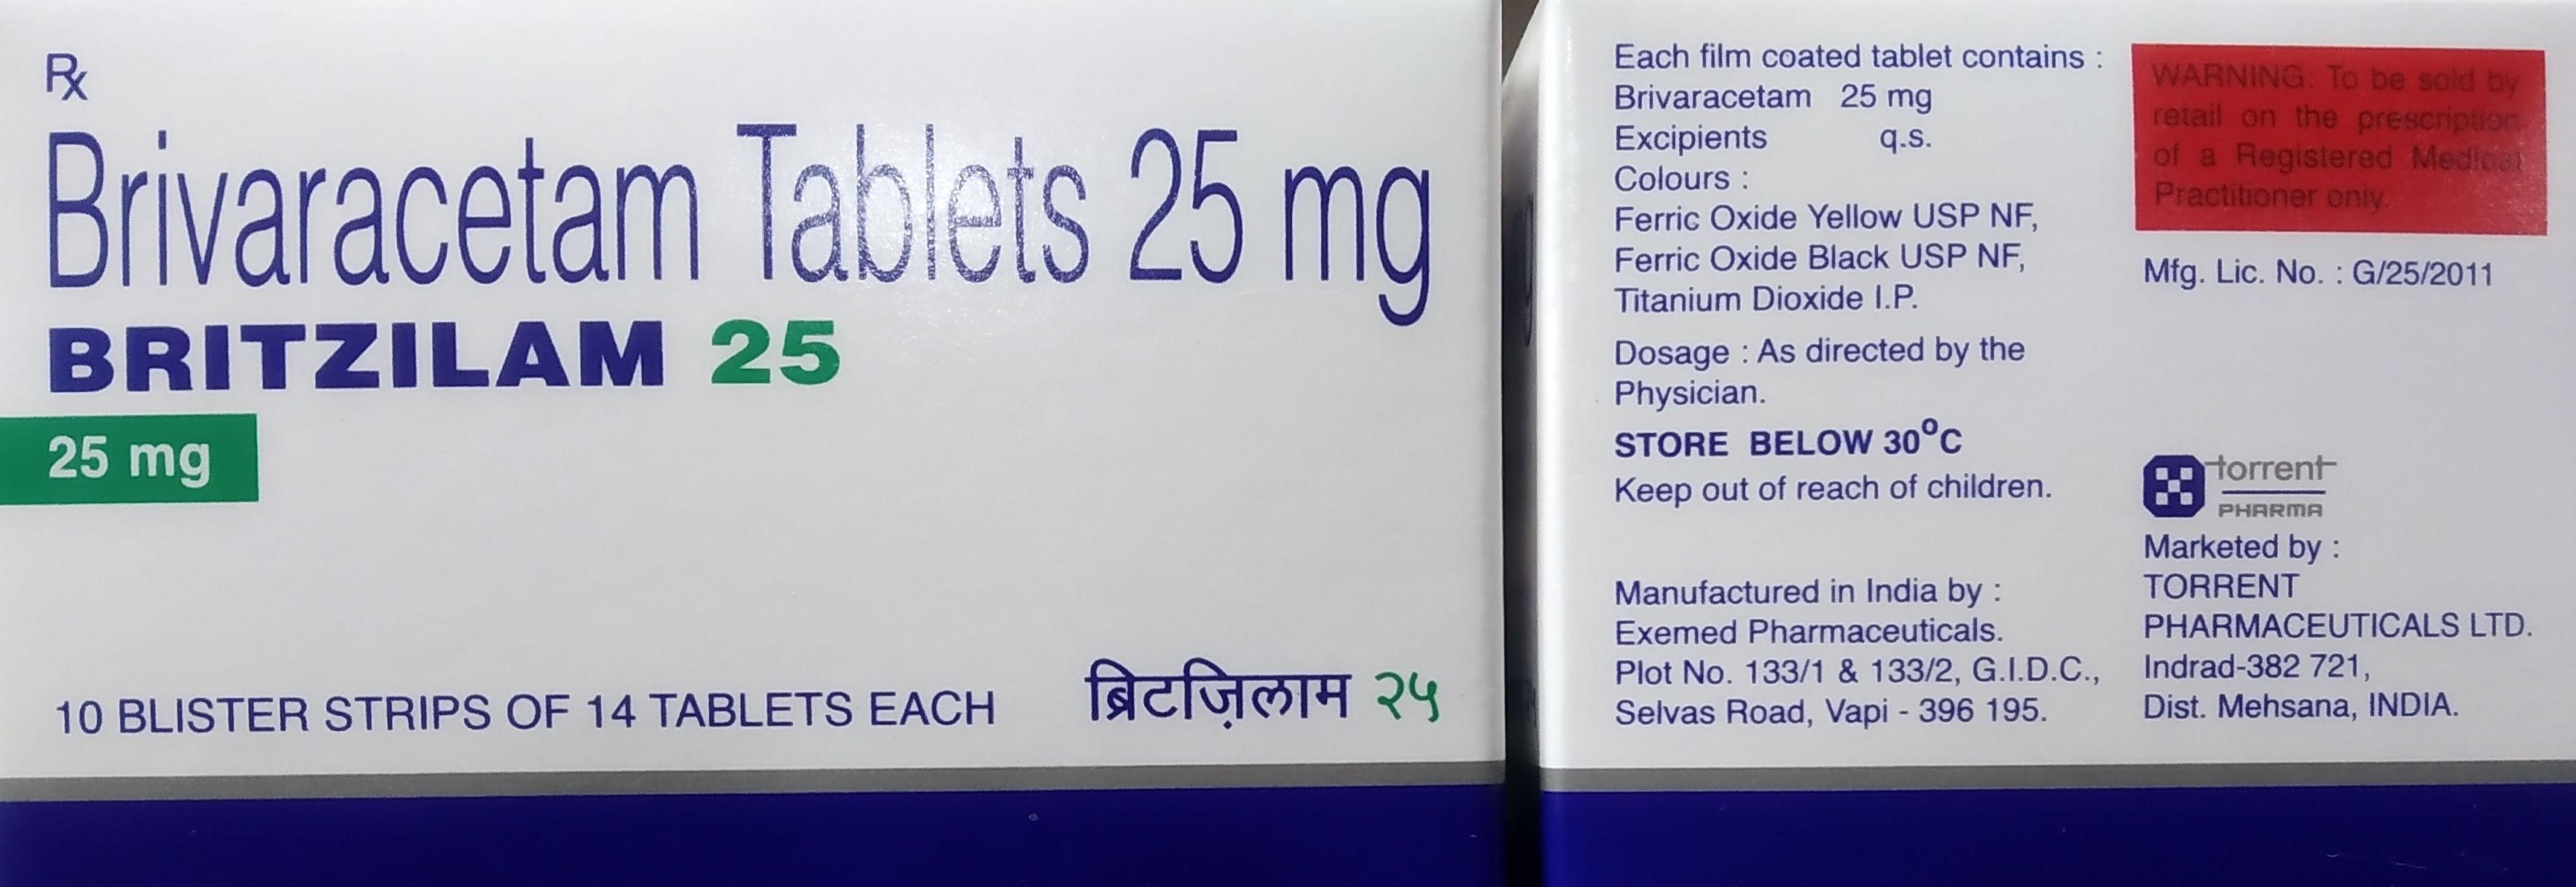 Rx
Brivaracetam Tablets 25 mg
BRITZILAM 25
25 mg
10 BLISTER STRIPS OF 14 TABLETS EACH
ब्रिटज़िलाम २५
Each film coated tablet contains :
Brivaracetam 25 mg
Excipients q.s.
Colours :
Ferric Oxide Yellow USP NF,
Ferric Oxide Black USP NF,
Titanium Dioxide I.P.
Dosage : As directed by the
Physician.
STORE BELOW 30°C
Keep out of reach of children.
Manufactured in India by :
Exemed Pharmaceuticals.
Plot No. 133/1 & 133/2, G.I.D.C.,
Selvas Road, Vapi - 396 195.
WARNING: To be sold by
retail on the prescription
of a Registered Medical
Practitioner only.
Mfg. Lic. No. : G/25/2011
torrent
PHARMA
Marketed by :
TORRENT
PHARMACEUTICALS LTD.
Indrad-382 721,
Dist. Mehsana, INDIA.